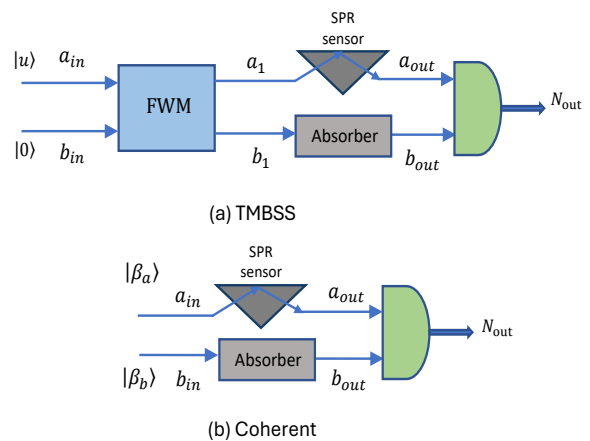 SPR
sensor
|u⟩ a_in a_1 a_out
FWM
N_out
Absorber
|0⟩ b_in b_1 b_out
(a) TMBSS
SPR
sensor
|β_a⟩
a_in a_out
N_out
Absorber
|β_b⟩ b_in b_out
(b) Coherent